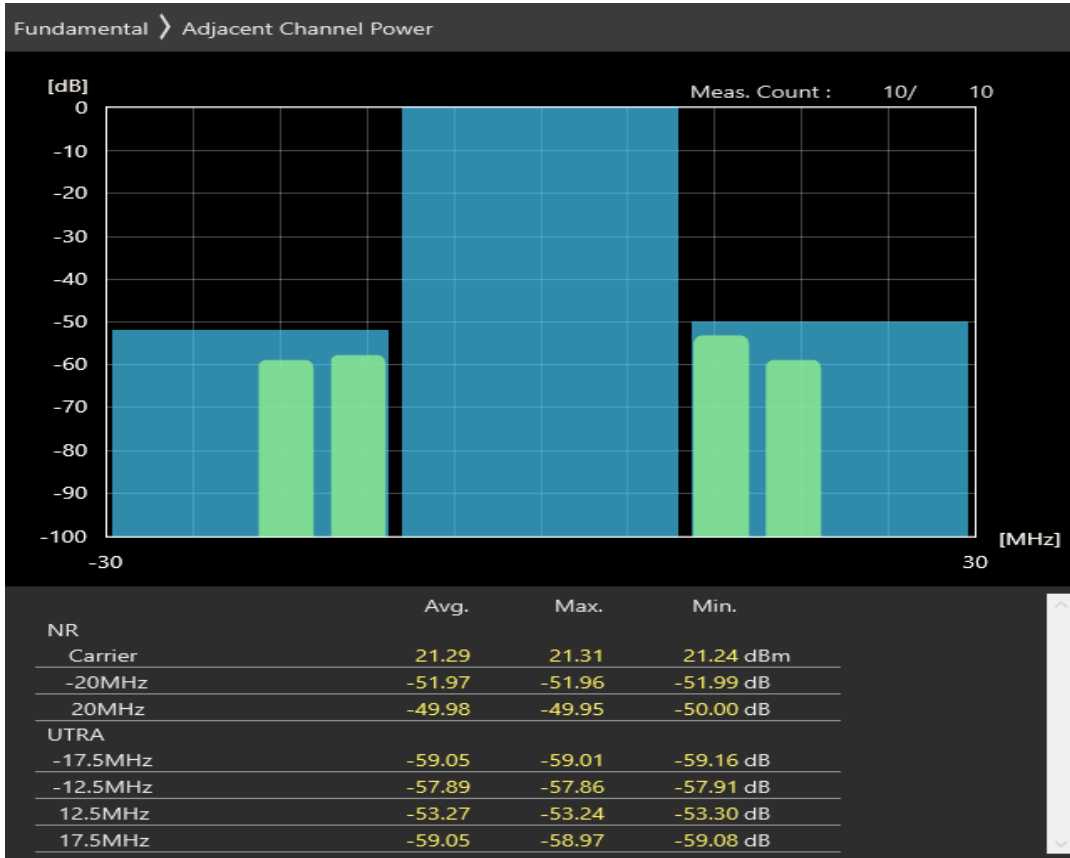 Fundamental ❯ Adjacent Channel Power
[dB]
Meas. Count : 10/ 10
0
-10
-20
-30
-40
-50
-60
-70
-80
-90
-100
[MHz]
-30 30
Avg. Max. Min.
NR
Carrier 21.29 21.31 21.24 dBm
-20MHz -51.97 -51.96 -51.99 dB
20MHz -49.98 -49.95 -50.00 dB
UTRA
-17.5MHz -59.05 -59.01 -59.16 dB
-12.5MHz -57.89 -57.86 -57.91 dB
12.5MHz -53.27 -53.24 -53.30 dB
17.5MHz -59.05 -58.97 -59.08 dB